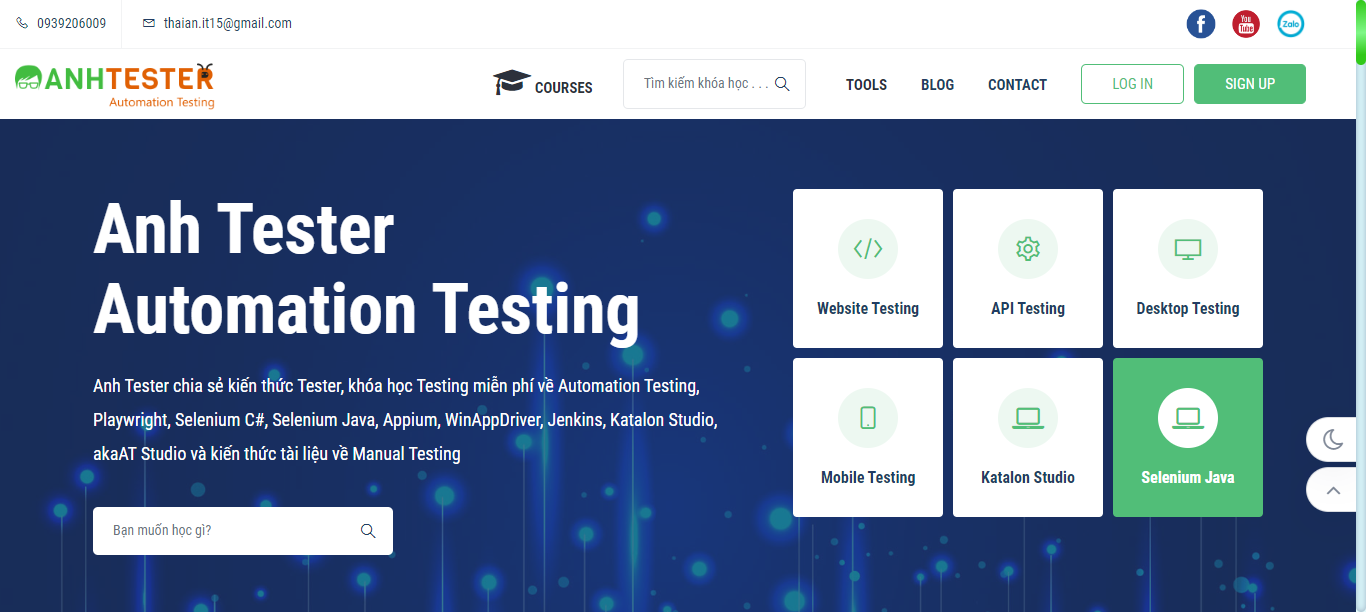 0939206009
thaian.it15@gmail.com
You
Tube
Zalo
ANHTESTER
Automation Testing
COURSES
Tìm kiếm khóa học . . .
TOOLS
BLOG
CONTACT
LOG IN
SIGN UP
Anh Tester
Automation Testing
Anh Tester chia sẻ kiến thức Tester, khóa học Testing miễn phí về Automation Testing,
Playwright, Selenium C#, Selenium Java, Appium, WinAppDriver, Jenkins, Katalon Studio,
akaAT Studio và kiến thức tài liệu về Manual Testing
Bạn muốn học gì?
Website Testing
API Testing
Desktop Testing
Mobile Testing
Katalon Studio
Selenium Java